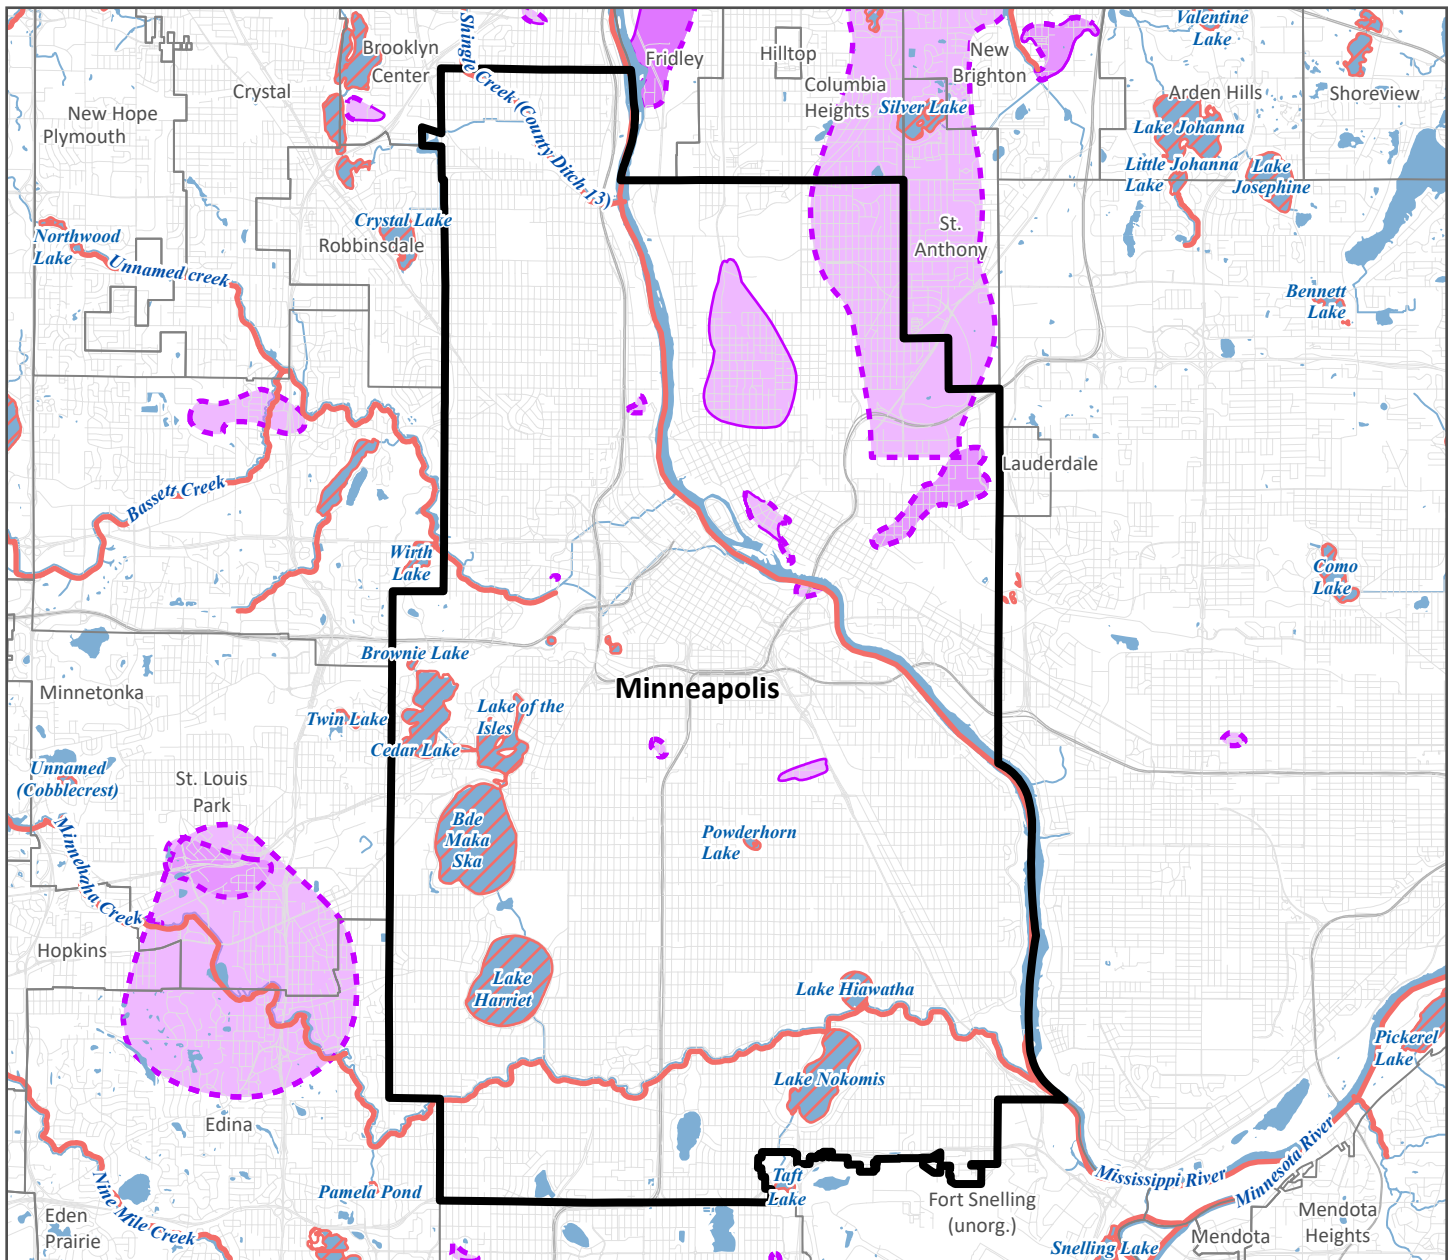 Valentine
Lake
Brooklyn
Center
Shingle Creek (County Ditch 13)
Fridley
Hilltop
New
Brighton
Crystal
Columbia
Heights
Silver Lake
Arden Hills
Shoreview
New Hope
Plymouth
Lake Johanna
Little Johanna
Lake
Lake
Josephine
Crystal Lake
Robbinsdale
Northwood
Lake
Unnamed creek
St.
Anthony
Bennett
Lake
Lauderdale
Bassett Creek
Wirth
Lake
Como
Lake
Brownie Lake
Minneapolis
Minnetonka
Twin Lake
Lake of the
Isles
Cedar Lake
Unnamed
(Cobblecrest)
St. Louis
Park
Bde
Maka
Ska
Powderhorn
Lake
Minnehaha Creek
Hopkins
Lake
Harriet
Lake Hiawatha
Pickerel
Lake
Lake Nokomis
Edina
Taft
Lake
Mississippi River
Minnesota River
Pamela Pond
Nine Mile Creek
Fort Snelling
(unorg.)
Eden
Prairie
Mendota
Mendota
Heights
Snelling Lake